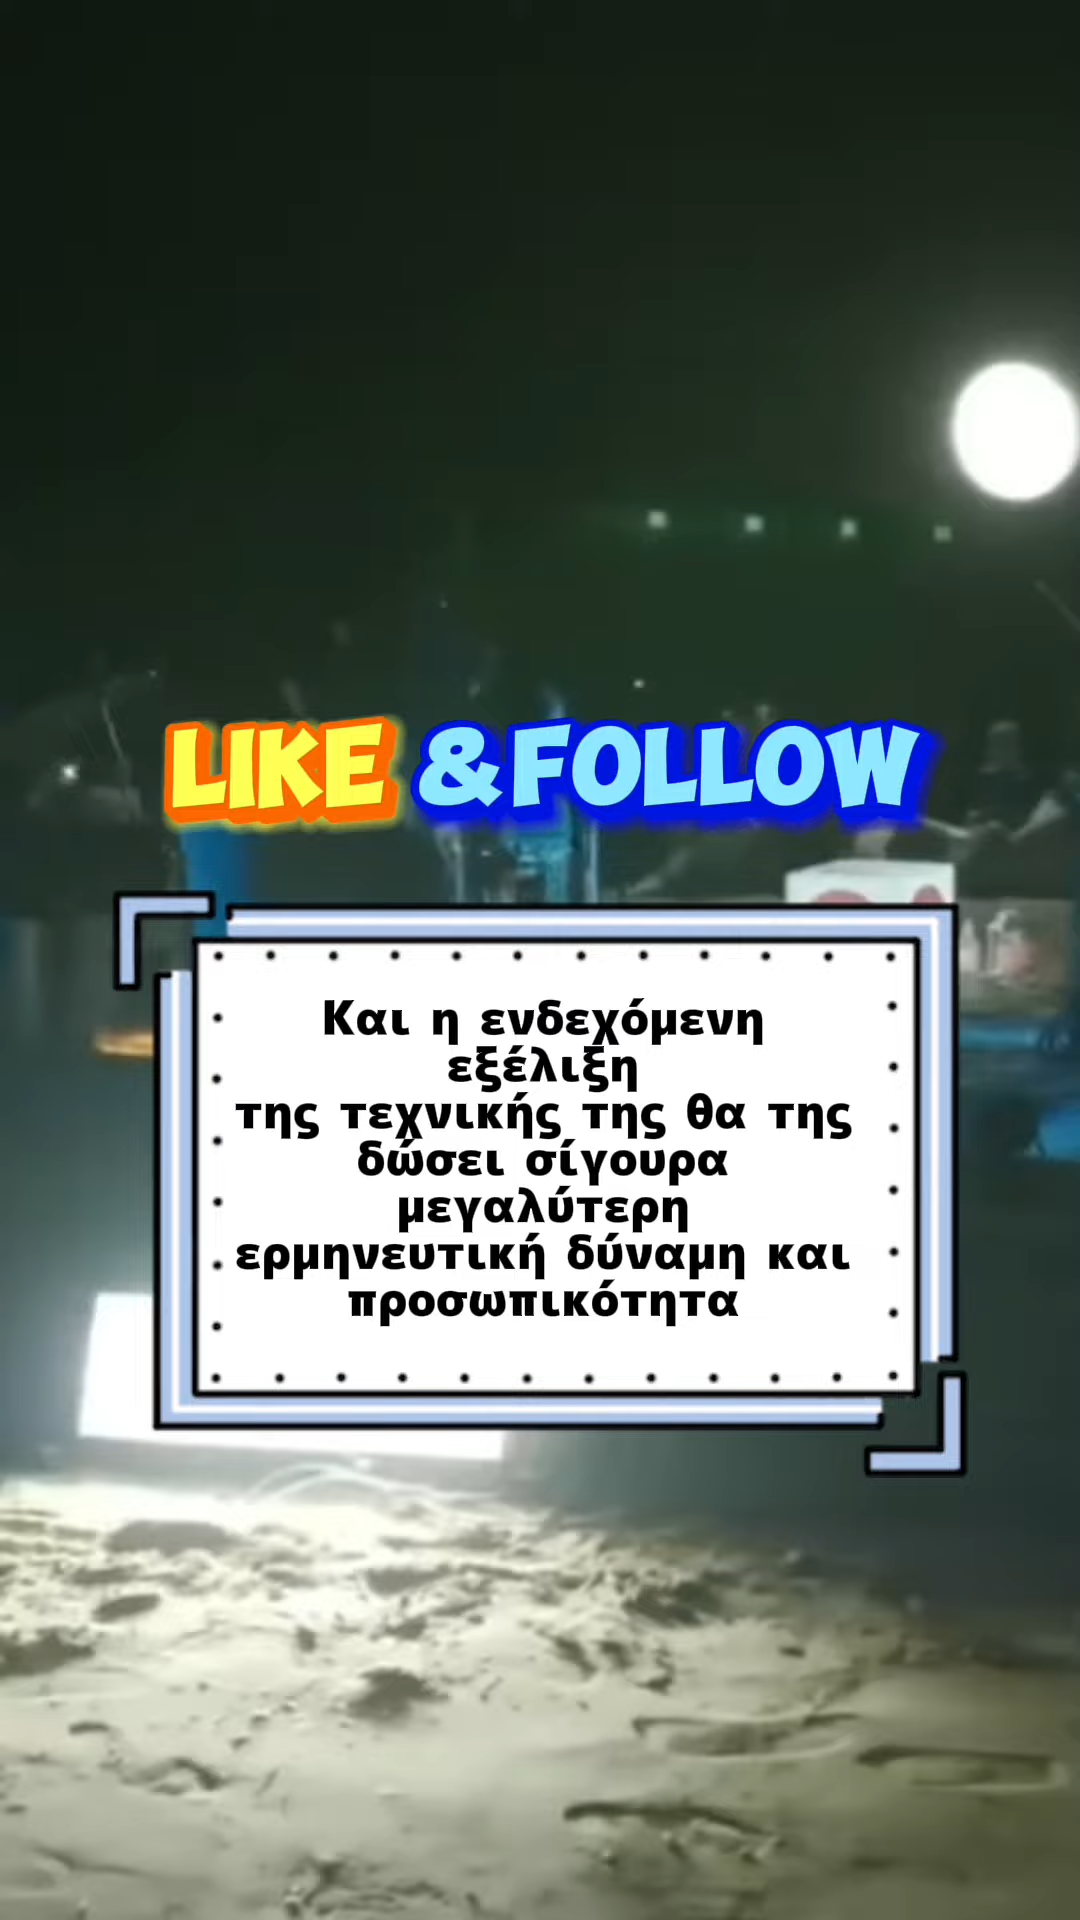 LIKE &FOLLOW
Και η ενδεχόμενη
εξέλιξη
της τεχνικής της θα της
δώσει σίγουρα
μεγαλύτερη
ερμηνευτική δύναμη και
προσωπικότητα